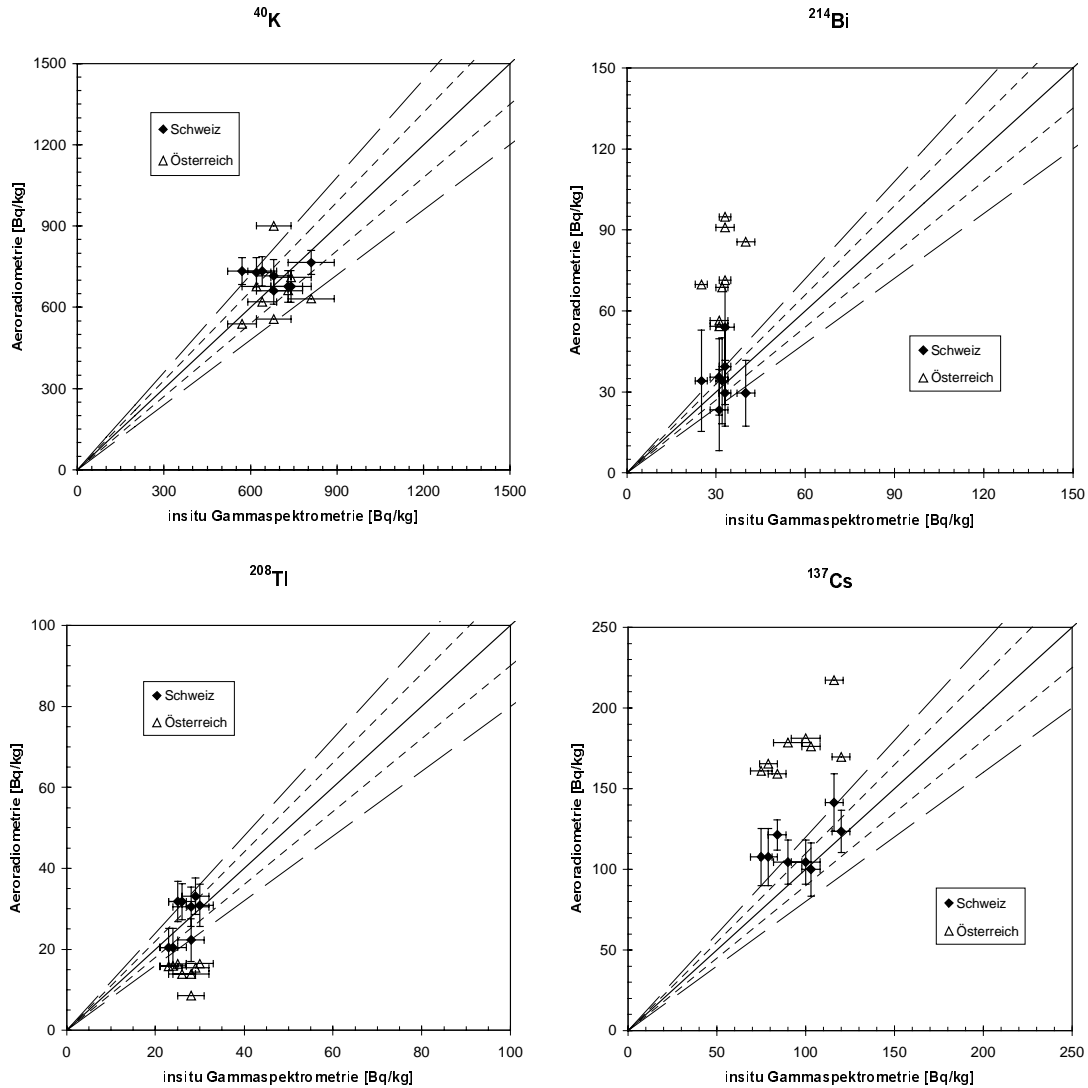 ⁴⁰K
1500
1200
900
600
300
0
Aeroradiometrie [Bq/kg]
Schweiz
Österreich
0 300 600 900 1200 1500
insitu Gammaspektrometrie [Bq/kg]
²¹⁴Bi
150
120
90
60
30
0
Aeroradiometrie [Bq/kg]
Schweiz
Österreich
0 30 60 90 120 150
insitu Gammaspektrometrie [Bq/kg]
²⁰⁸Tl
100
80
60
40
20
0
Aeroradiometrie [Bq/kg]
Schweiz
Österreich
0 20 40 60 80 100
insitu Gammaspektrometrie [Bq/kg]
¹³⁷Cs
250
200
150
100
50
0
Aeroradiometrie [Bq/kg]
Schweiz
Österreich
0 50 100 150 200 250
insitu Gammaspektrometrie [Bq/kg]